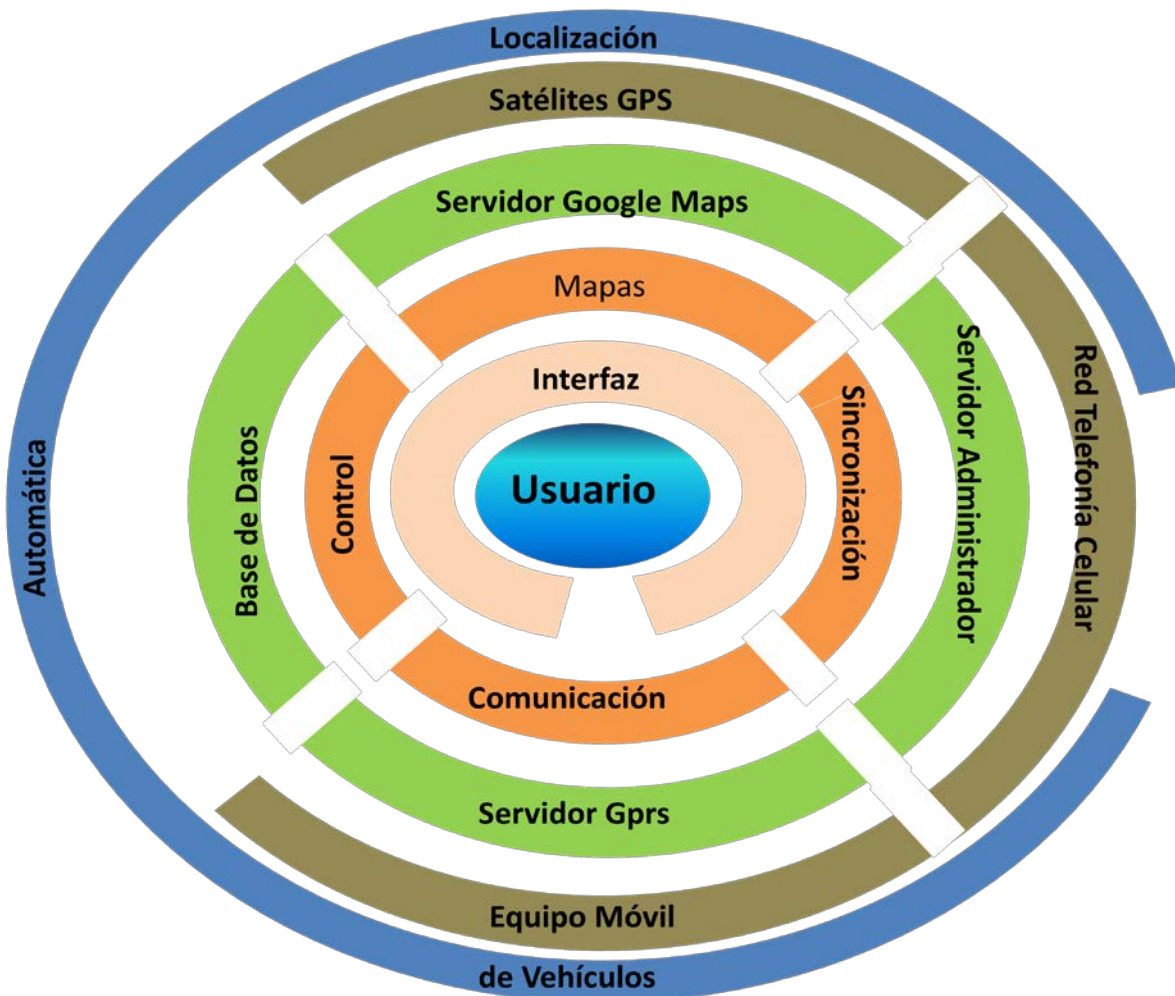 Localización
Satélites GPS
Servidor Google Maps
Mapas
Interfaz
Usuario
Automática
Base de Datos
Control
Sincronización
Servidor Administrador
Red Telefonía Celular
Comunicación
Servidor Gprs
Equipo Móvil
de Vehículos